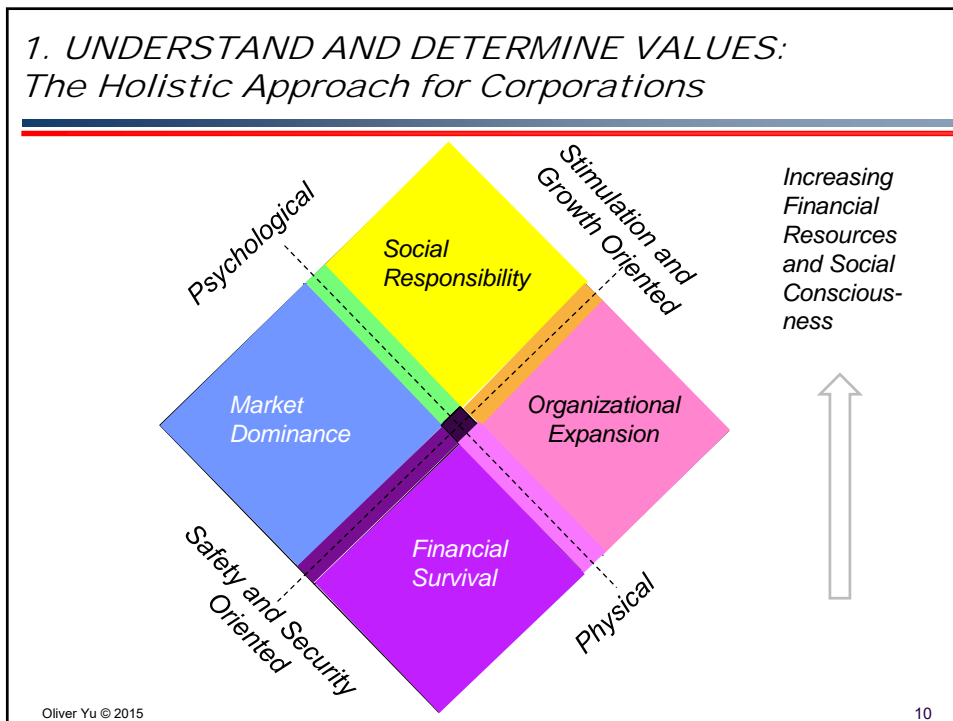 1. UNDERSTAND AND DETERMINE VALUES:
The Holistic Approach for Corporations
Psychological
Stimulation and
Growth Oriented
Increasing
Financial
Resources
and Social
Conscious-
ness
Social
Responsibility
Market
Dominance
Organizational
Expansion
Financial
Survival
Safety and Security
Oriented
Physical
Oliver Yu © 2015
10